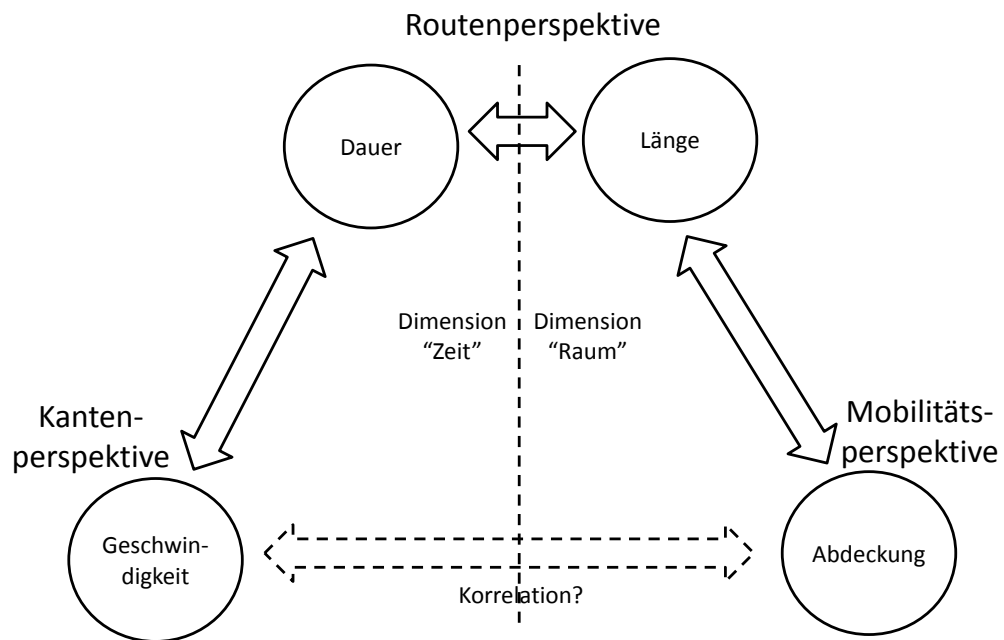 Routenperspektive
Dauer
Länge
Dimension
“Zeit”
Dimension
“Raum”
Kanten-
perspektive
Mobilitäts-
perspektive
Geschwin-
digkeit
Abdeckung
Korrelation?